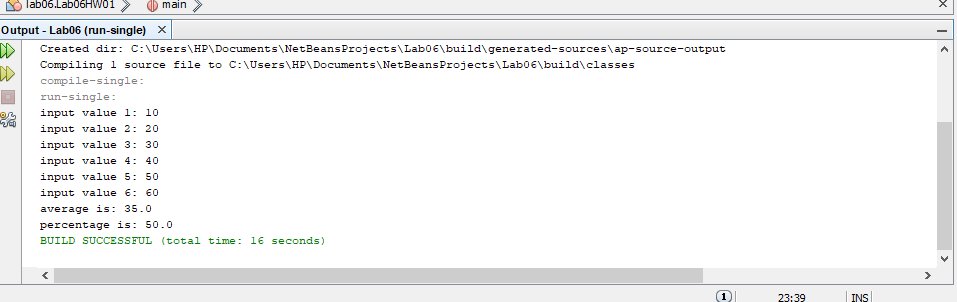 lab06.Lab06HW01 main
Output - Lab06 (run-single)
Created dir: C:\Users\HP\Documents\NetBeansProjects\Lab06\build\generated-sources\ap-source-output
Compiling 1 source file to C:\Users\HP\Documents\NetBeansProjects\Lab06\build\classes
compile-single:
run-single:
input value 1: 10
input value 2: 20
input value 3: 30
input value 4: 40
input value 5: 50
input value 6: 60
average is: 35.0
percentage is: 50.0
BUILD SUCCESSFUL (total time: 16 seconds)
1 23:39 INS